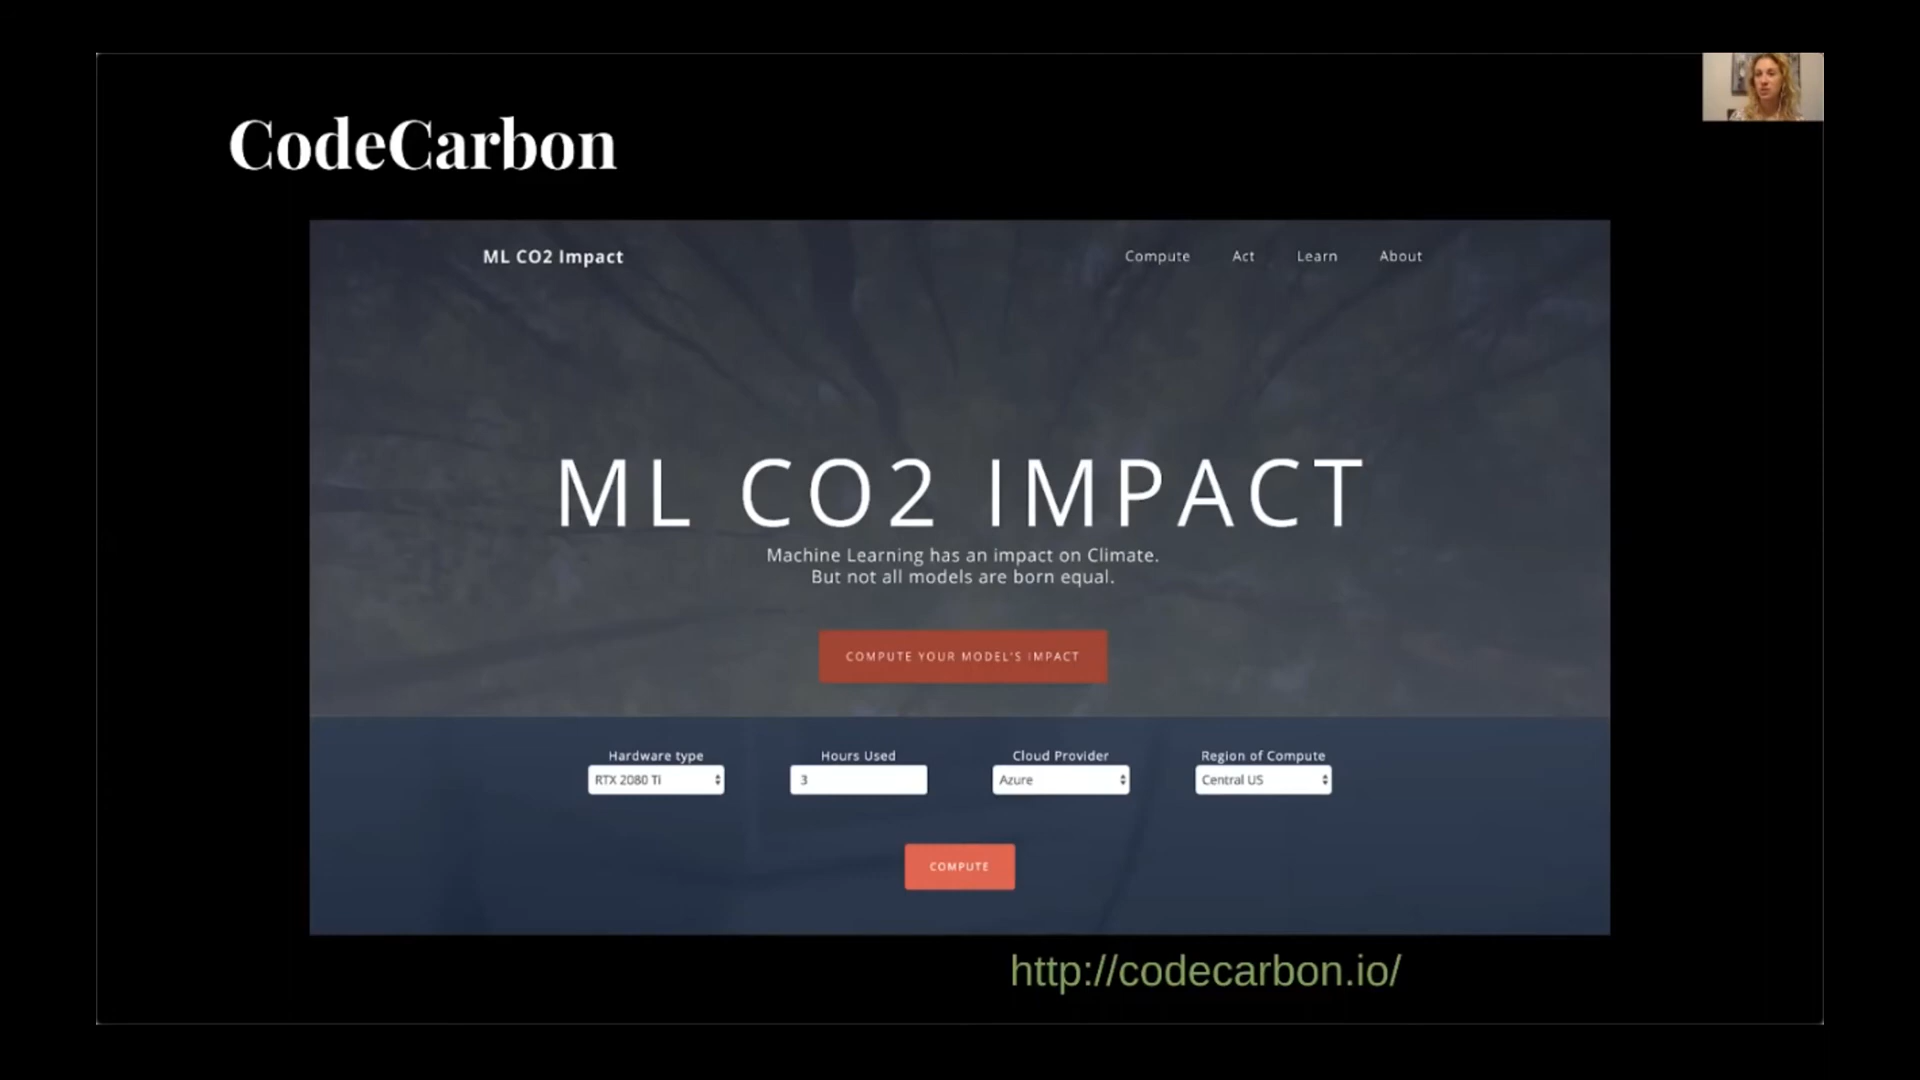 CodeCarbon
ML CO2 Impact
Compute Act Learn About
ML CO2 IMPACT
Machine Learning has an impact on Climate.
But not all models are born equal.
COMPUTE YOUR MODEL'S IMPACT
Hardware type Hours Used Cloud Provider Region of Compute
RTX 2080 Ti 3 Azure Central US
COMPUTE
http://codecarbon.io/